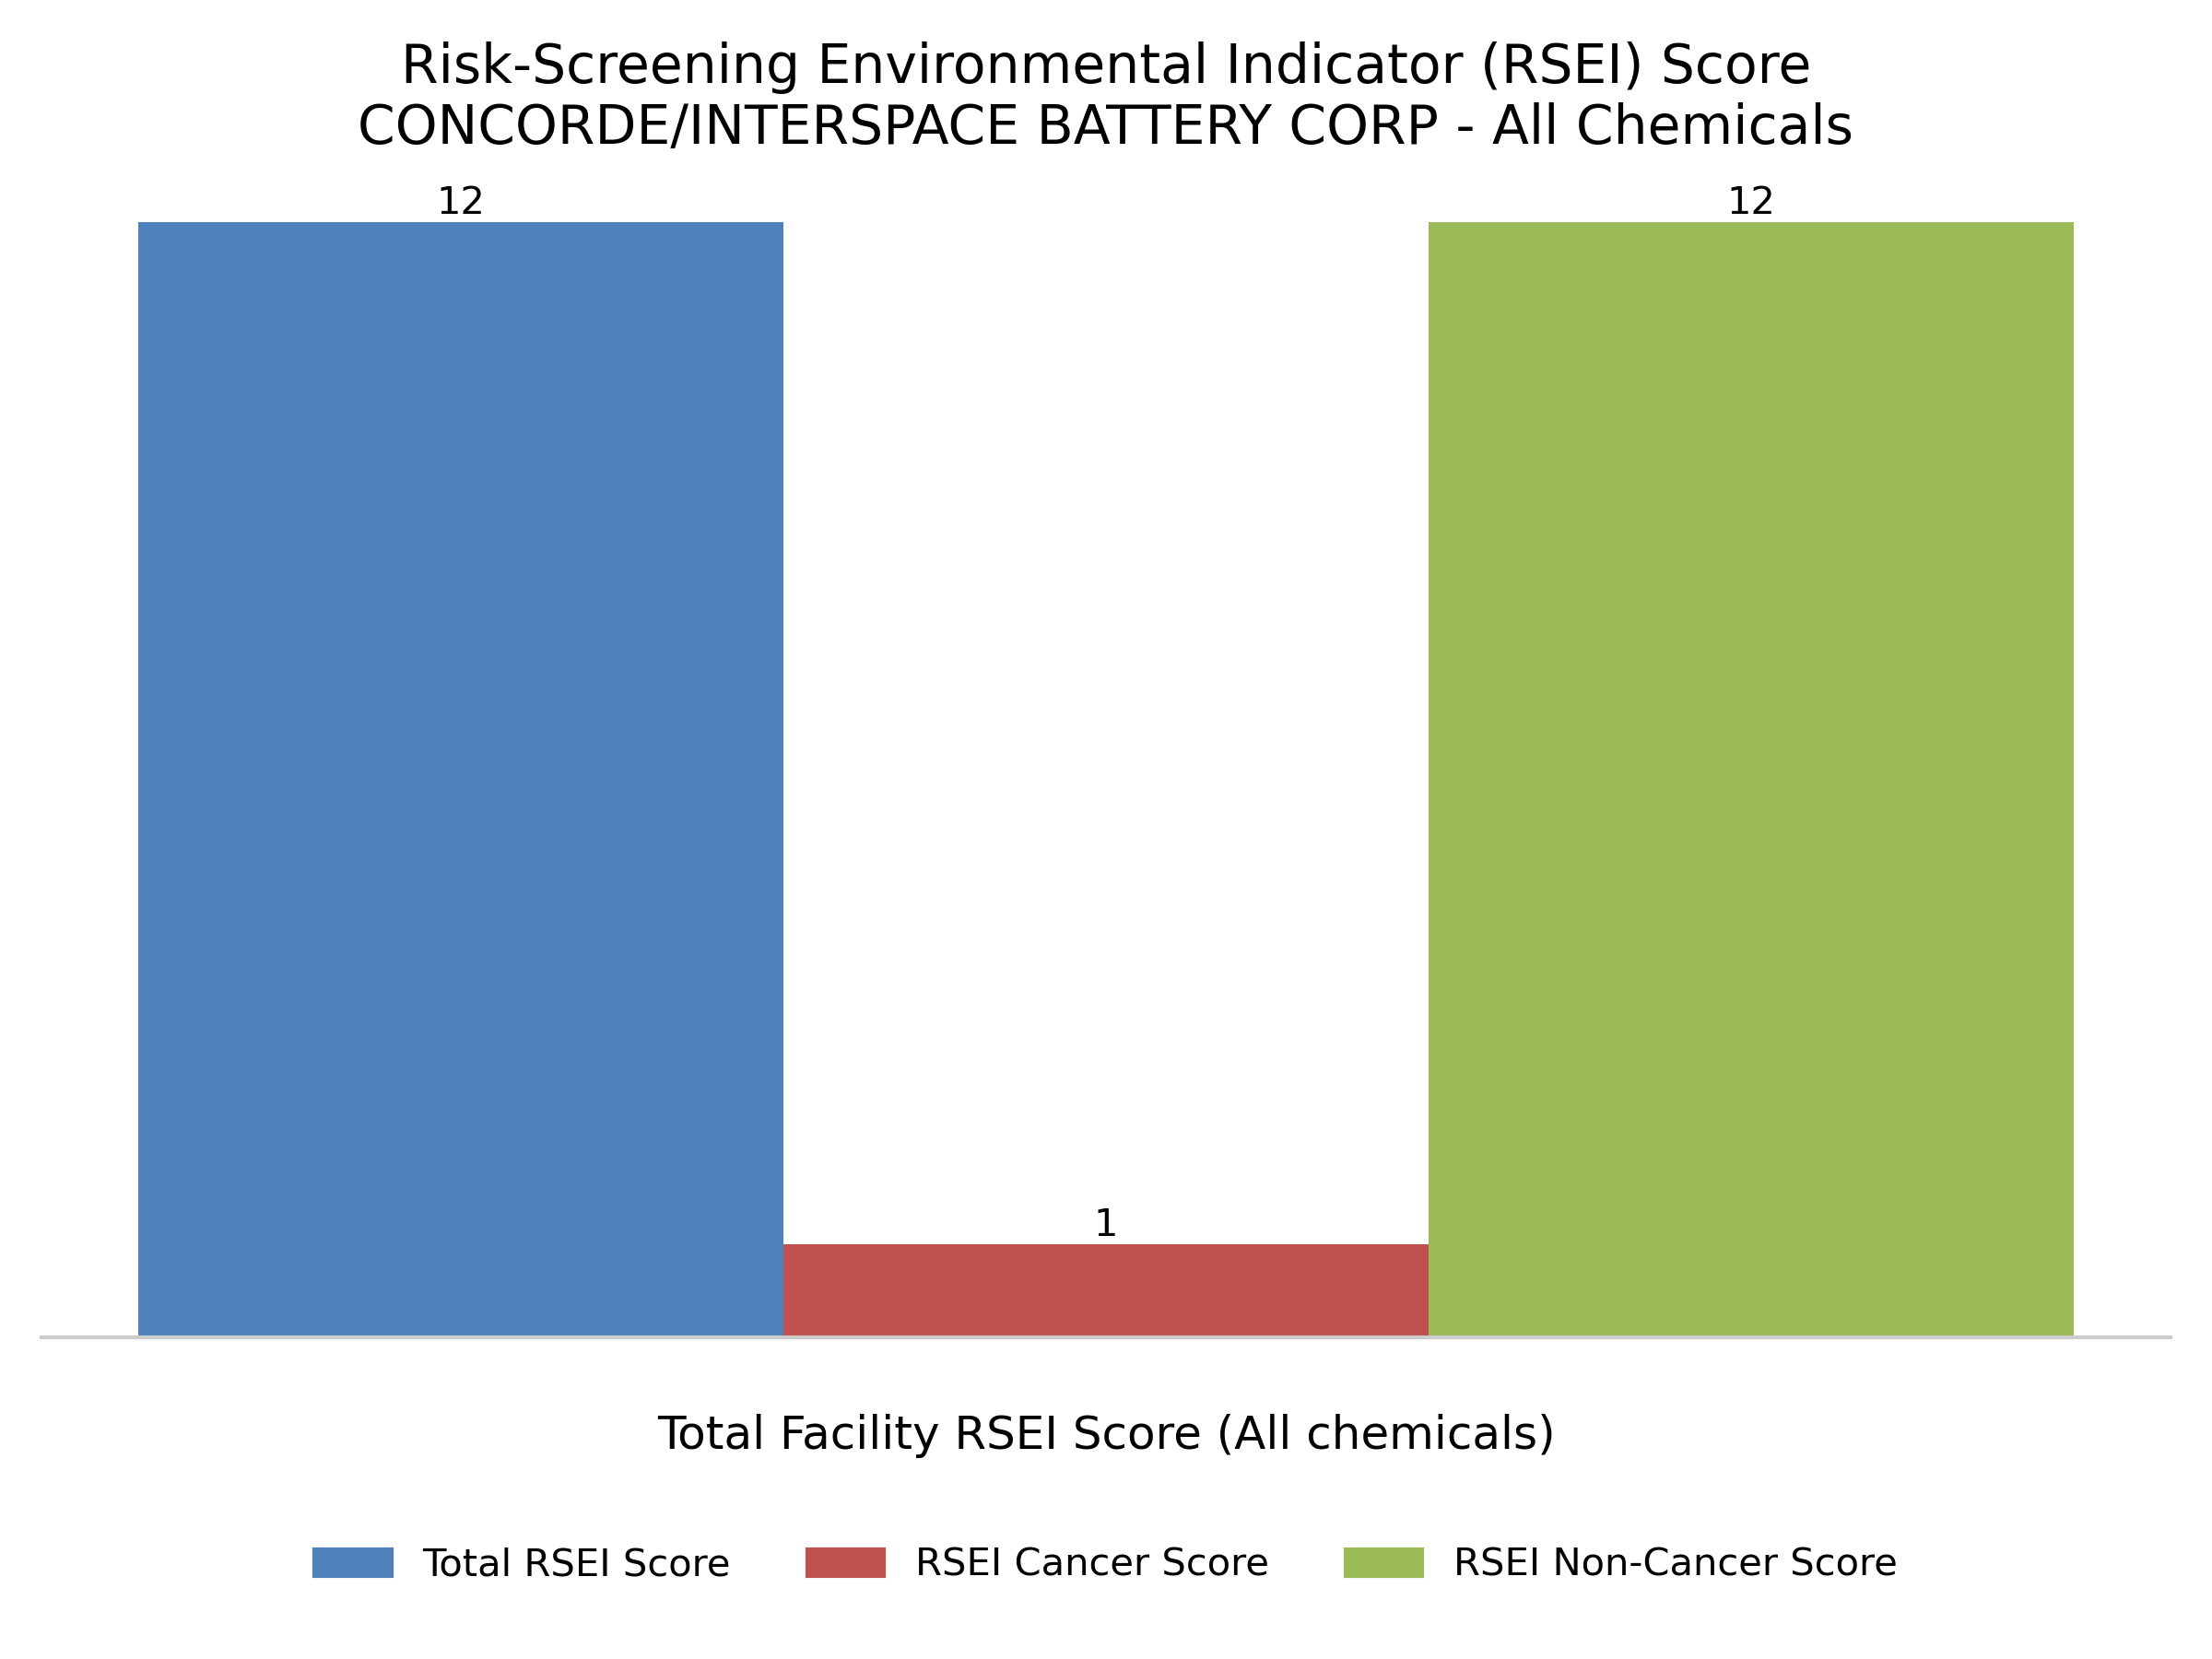 Risk-Screening Environmental Indicator (RSEI) Score
CONCORDE/INTERSPACE BATTERY CORP - All Chemicals
12
12
1
Total Facility RSEI Score (All chemicals)
Total RSEI Score
RSEI Cancer Score
RSEI Non-Cancer Score